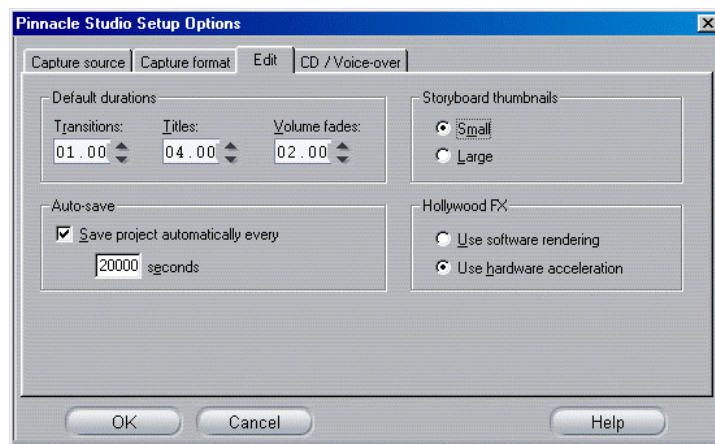 Pinnacle Studio Setup Options
Capture source Capture format Edit CD / Voice-over
Default durations
Transitions: Titles: Volume fades:
01.00 04.00 02.00
Storyboard thumbnails
Small
Large
Auto-save
Save project automatically every
20000 seconds
Hollywood FX
Use software rendering
Use hardware acceleration
OK Cancel Help